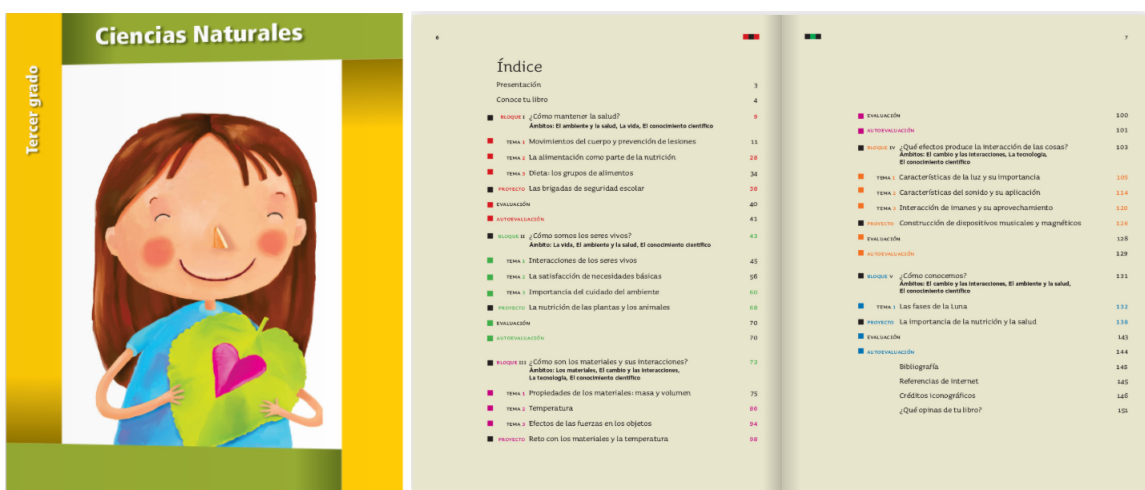 Ciencias Naturales
Tercer grado
6
Índice
Presentación 3
Conoce tu libro 4
BLOQUE I ¿Cómo mantener la salud? 9
Ámbitos: El ambiente y la salud, La vida, El conocimiento científico
TEMA 1 Movimientos del cuerpo y prevención de lesiones 11
TEMA 2 La alimentación como parte de la nutrición 28
TEMA 3 Dieta: los grupos de alimentos 34
PROYECTO Las brigadas de seguridad escolar 38
EVALUACIÓN 40
AUTOEVALUACIÓN 41
BLOQUE II ¿Cómo somos los seres vivos? 43
Ámbito: La vida, El ambiente y la salud, El conocimiento científico
TEMA 1 Interacciones de los seres vivos 45
TEMA 2 La satisfacción de necesidades básicas 56
TEMA 3 Importancia del cuidado del ambiente 60
PROYECTO La nutrición de las plantas y los animales 68
EVALUACIÓN 70
AUTOEVALUACIÓN 70
BLOQUE III ¿Cómo son los materiales y sus interacciones? 73
Ámbitos: Los materiales, El cambio y las interacciones,
La tecnología, El conocimiento científico
TEMA 1 Propiedades de los materiales: masa y volumen 75
TEMA 2 Temperatura 86
TEMA 3 Efectos de las fuerzas en los objetos 94
PROYECTO Reto con los materiales y la temperatura 98
7
EVALUACIÓN 100
AUTOEVALUACIÓN 101
BLOQUE IV ¿Qué efectos produce la interacción de las cosas? 103
Ámbitos: El cambio y las interacciones, La tecnología,
El conocimiento científico
TEMA 1 Características de la luz y su importancia 105
TEMA 2 Características del sonido y su aplicación 114
TEMA 3 Interacción de imanes y su aprovechamiento 120
PROYECTO Construcción de dispositivos musicales y magnéticos 126
EVALUACIÓN 128
AUTOEVALUACIÓN 129
BLOQUE V ¿Cómo conocemos? 131
Ámbitos: El cambio y las interacciones, El ambiente y la salud,
El conocimiento científico
TEMA 1 Las fases de la Luna 132
PROYECTO La importancia de la nutrición y la salud 138
EVALUACIÓN 143
AUTOEVALUACIÓN 144
Bibliografía 145
Referencias de internet 145
Créditos iconográficos 146
¿Qué opinas de tu libro? 151